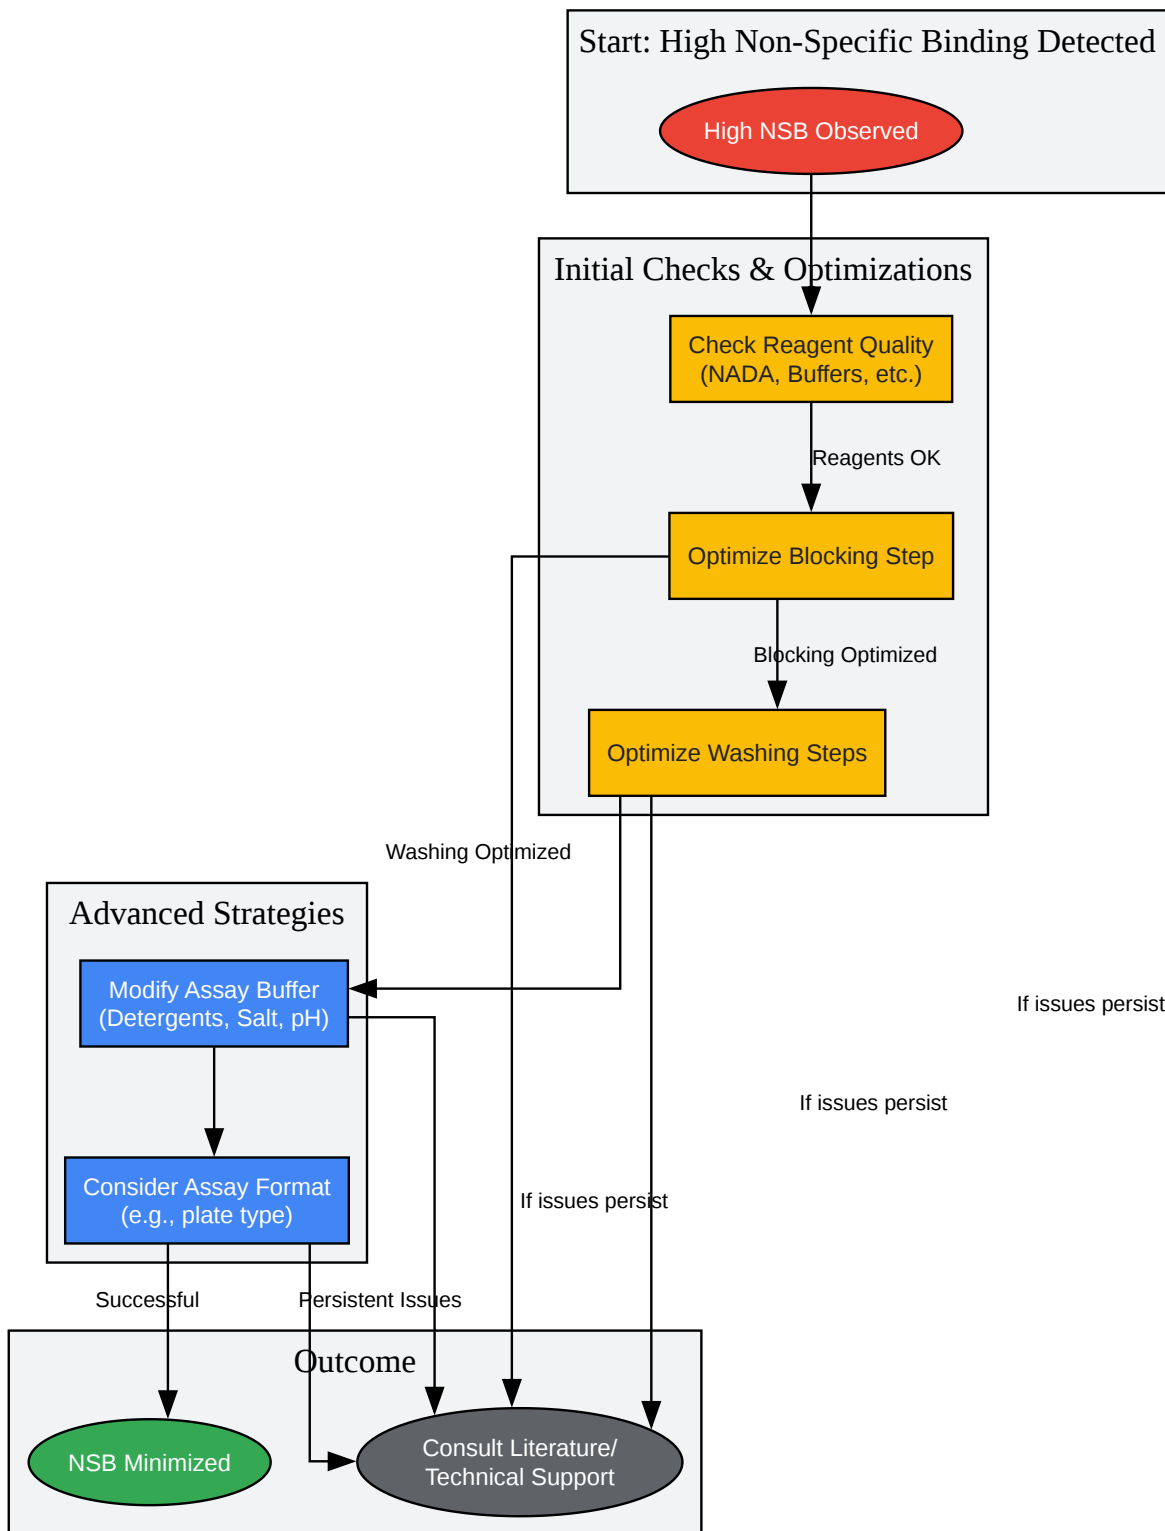 Start: High Non-Specific Binding Detected
High NSB Observed
Initial Checks & Optimizations
Check Reagent Quality
(NADA, Buffers, etc.)
Reagents OK
Optimize Blocking Step
Blocking Optimized
Optimize Washing Steps
Washing Optimized
Advanced Strategies
Modify Assay Buffer
(Detergents, Salt, pH)
If issues persist
If issues persist
Consider Assay Format
(e.g., plate type)
If issues persist
Successful
Persistent Issues
Outcome
NSB Minimized
Consult Literature/
Technical Support